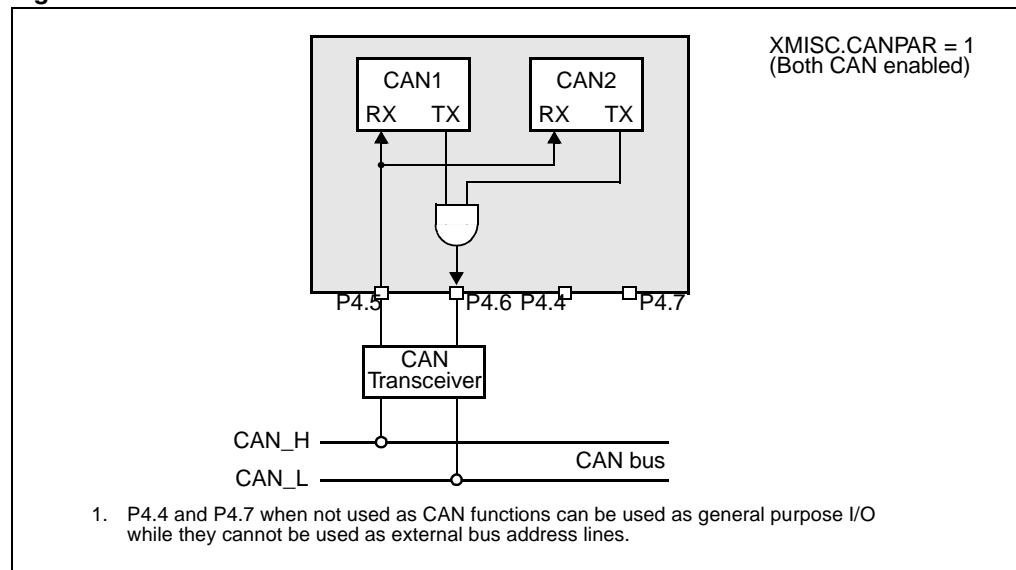 XMISC.CANPAR = 1
(Both CAN enabled)
CAN1
CAN2
RX TX
RX TX
P4.5
P4.6
P4.4
P4.7
CAN
Transceiver
CAN_H
CAN_L
CAN bus
1. P4.4 and P4.7 when not used as CAN functions can be used as general purpose I/O
while they cannot be used as external bus address lines.